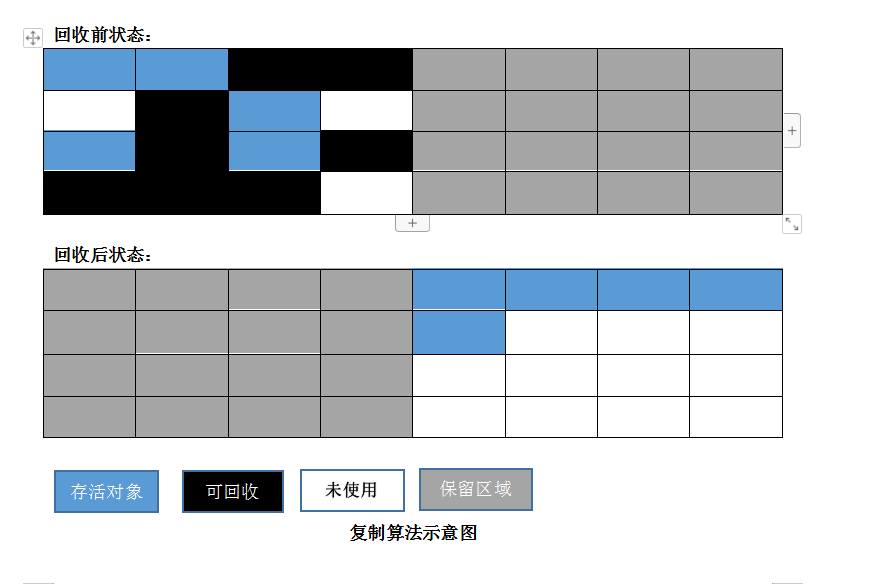 回收前状态：
回收后状态：
存活对象
可回收
未使用
保留区域
复制算法示意图